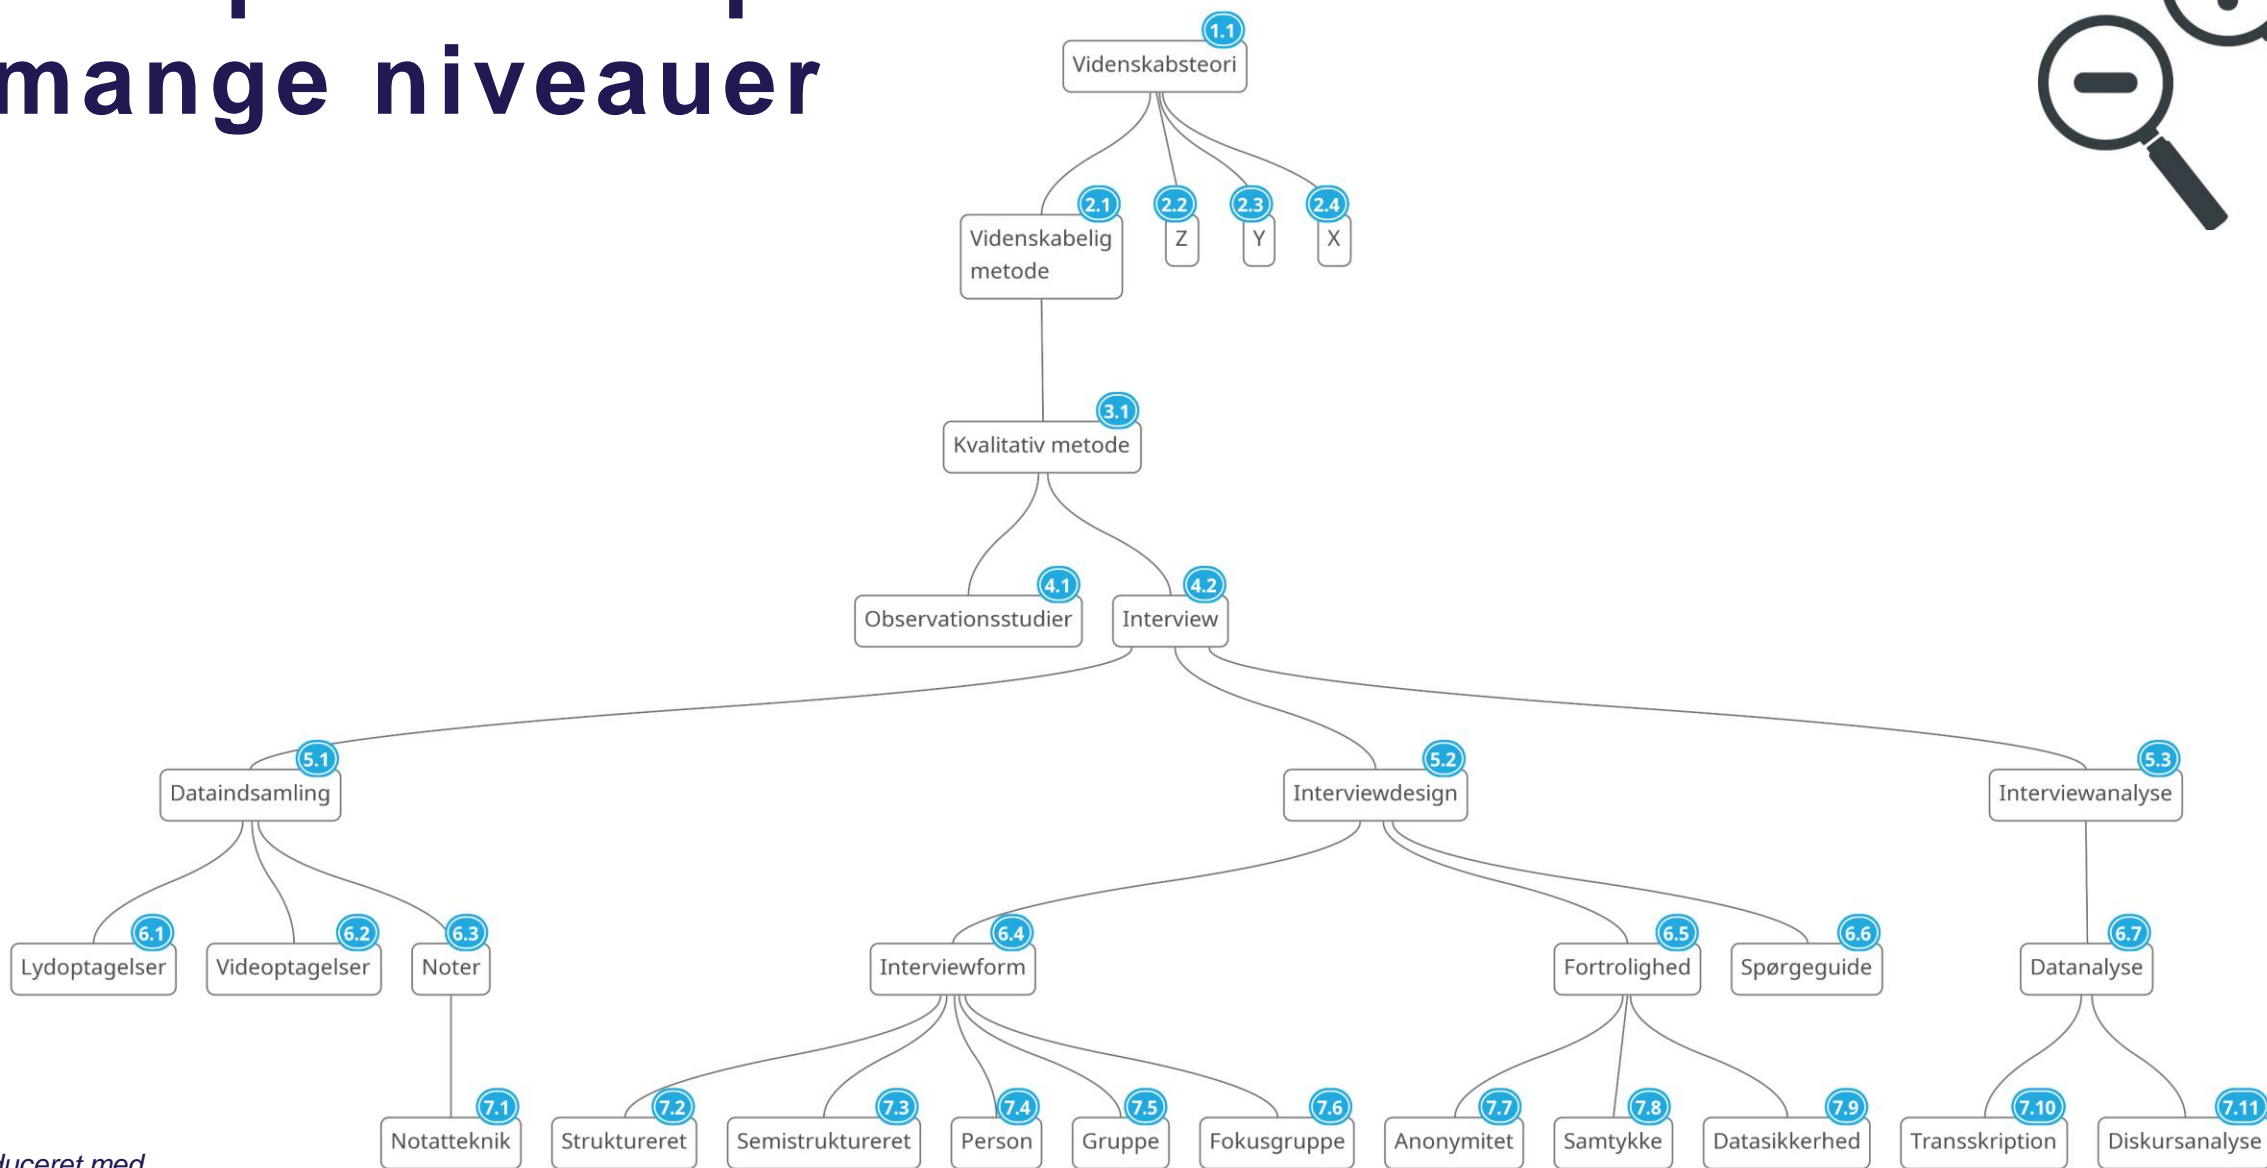 mange niveauer
1.1
Videnskabsteori
2.1
2.2
2.3
2.4
Videnskabelig
metode
Z
Y
X
3.1
Kvalitativ metode
4.1
4.2
Observationsstudier
Interview
5.1
5.2
5.3
Dataindsamling
Interviewdesign
Interviewanalyse
6.1
6.2
6.3
6.4
6.5
6.6
6.7
Lydoptagelser
Videoptagelser
Noter
Interviewform
Fortrolighed
Spørgeguide
Datanalyse
7.1
7.2
7.3
7.4
7.5
7.6
7.7
7.8
7.9
7.10
7.11
Notatteknik
Struktureret
Semistruktureret
Person
Gruppe
Fokusgruppe
Anonymitet
Samtykke
Datasikkerhed
Transskription
Diskursanalyse
med